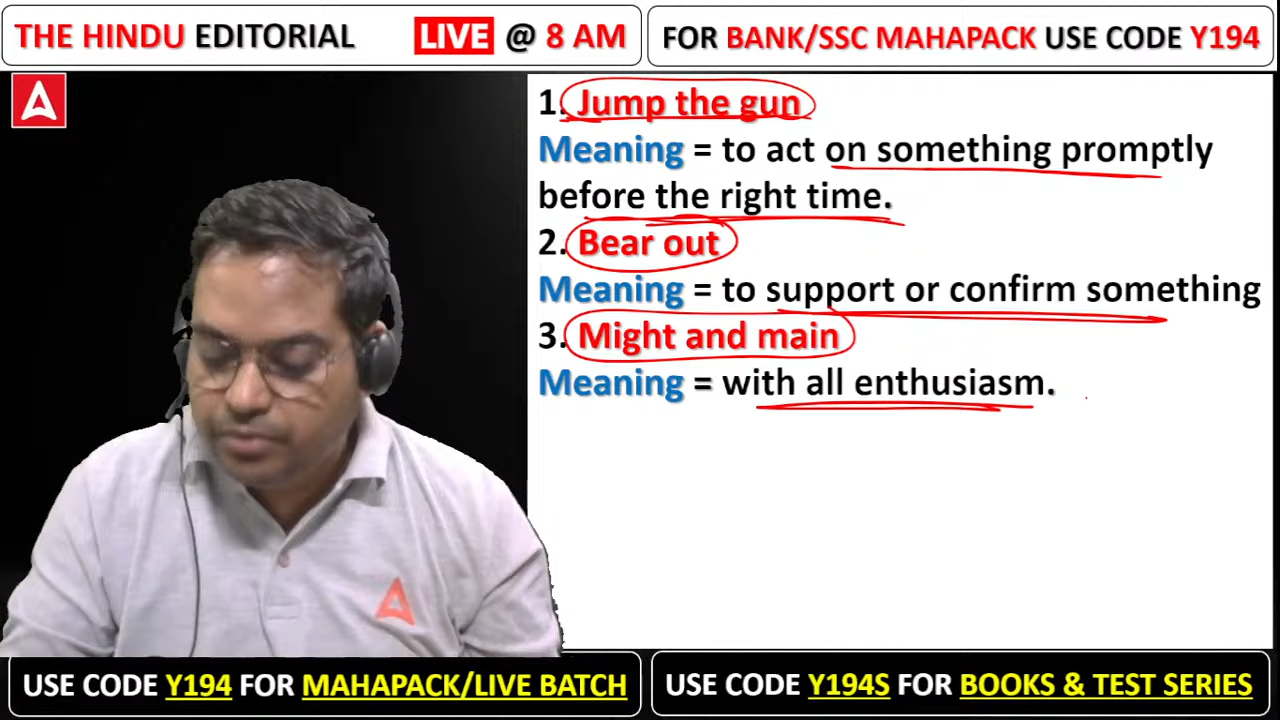 THE HINDU EDITORIAL LIVE @ 8 AM
FOR BANK/SSC MAHAPACK USE CODE Y194
1. Jump the gun
Meaning = to act on something promptly
before the right time.
2. Bear out
Meaning = to support or confirm something
3. Might and main
Meaning = with all enthusiasm.
USE CODE Y194 FOR MAHAPACK/LIVE BATCH
USE CODE Y194S FOR BOOKS & TEST SERIES